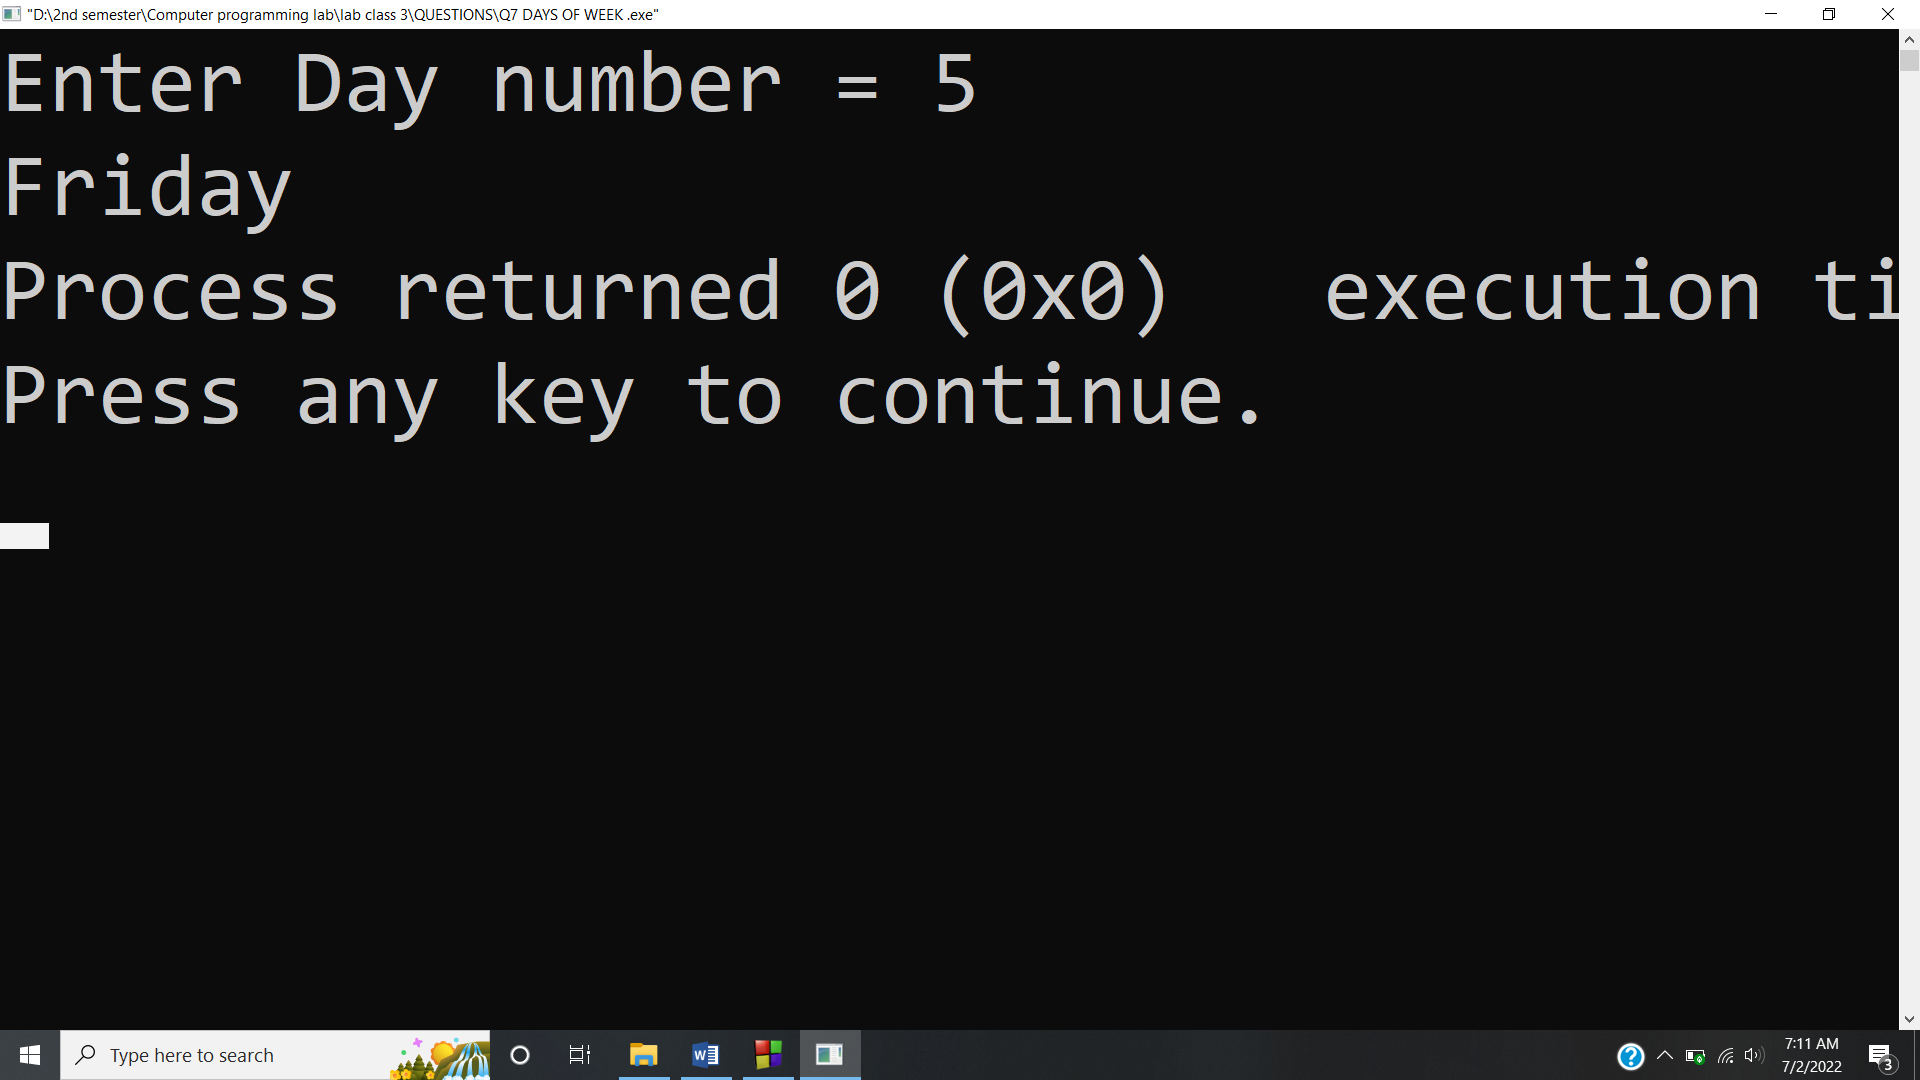 "D:\2nd semester\Computer programming lab\lab class 3\QUESTIONS\Q7 DAYS OF WEEK .exe"
Enter Day number = 5
Friday
Process returned 0 (0x0)   execution ti
Press any key to continue.
Type here to search
7:11 AM
7/2/2022
3